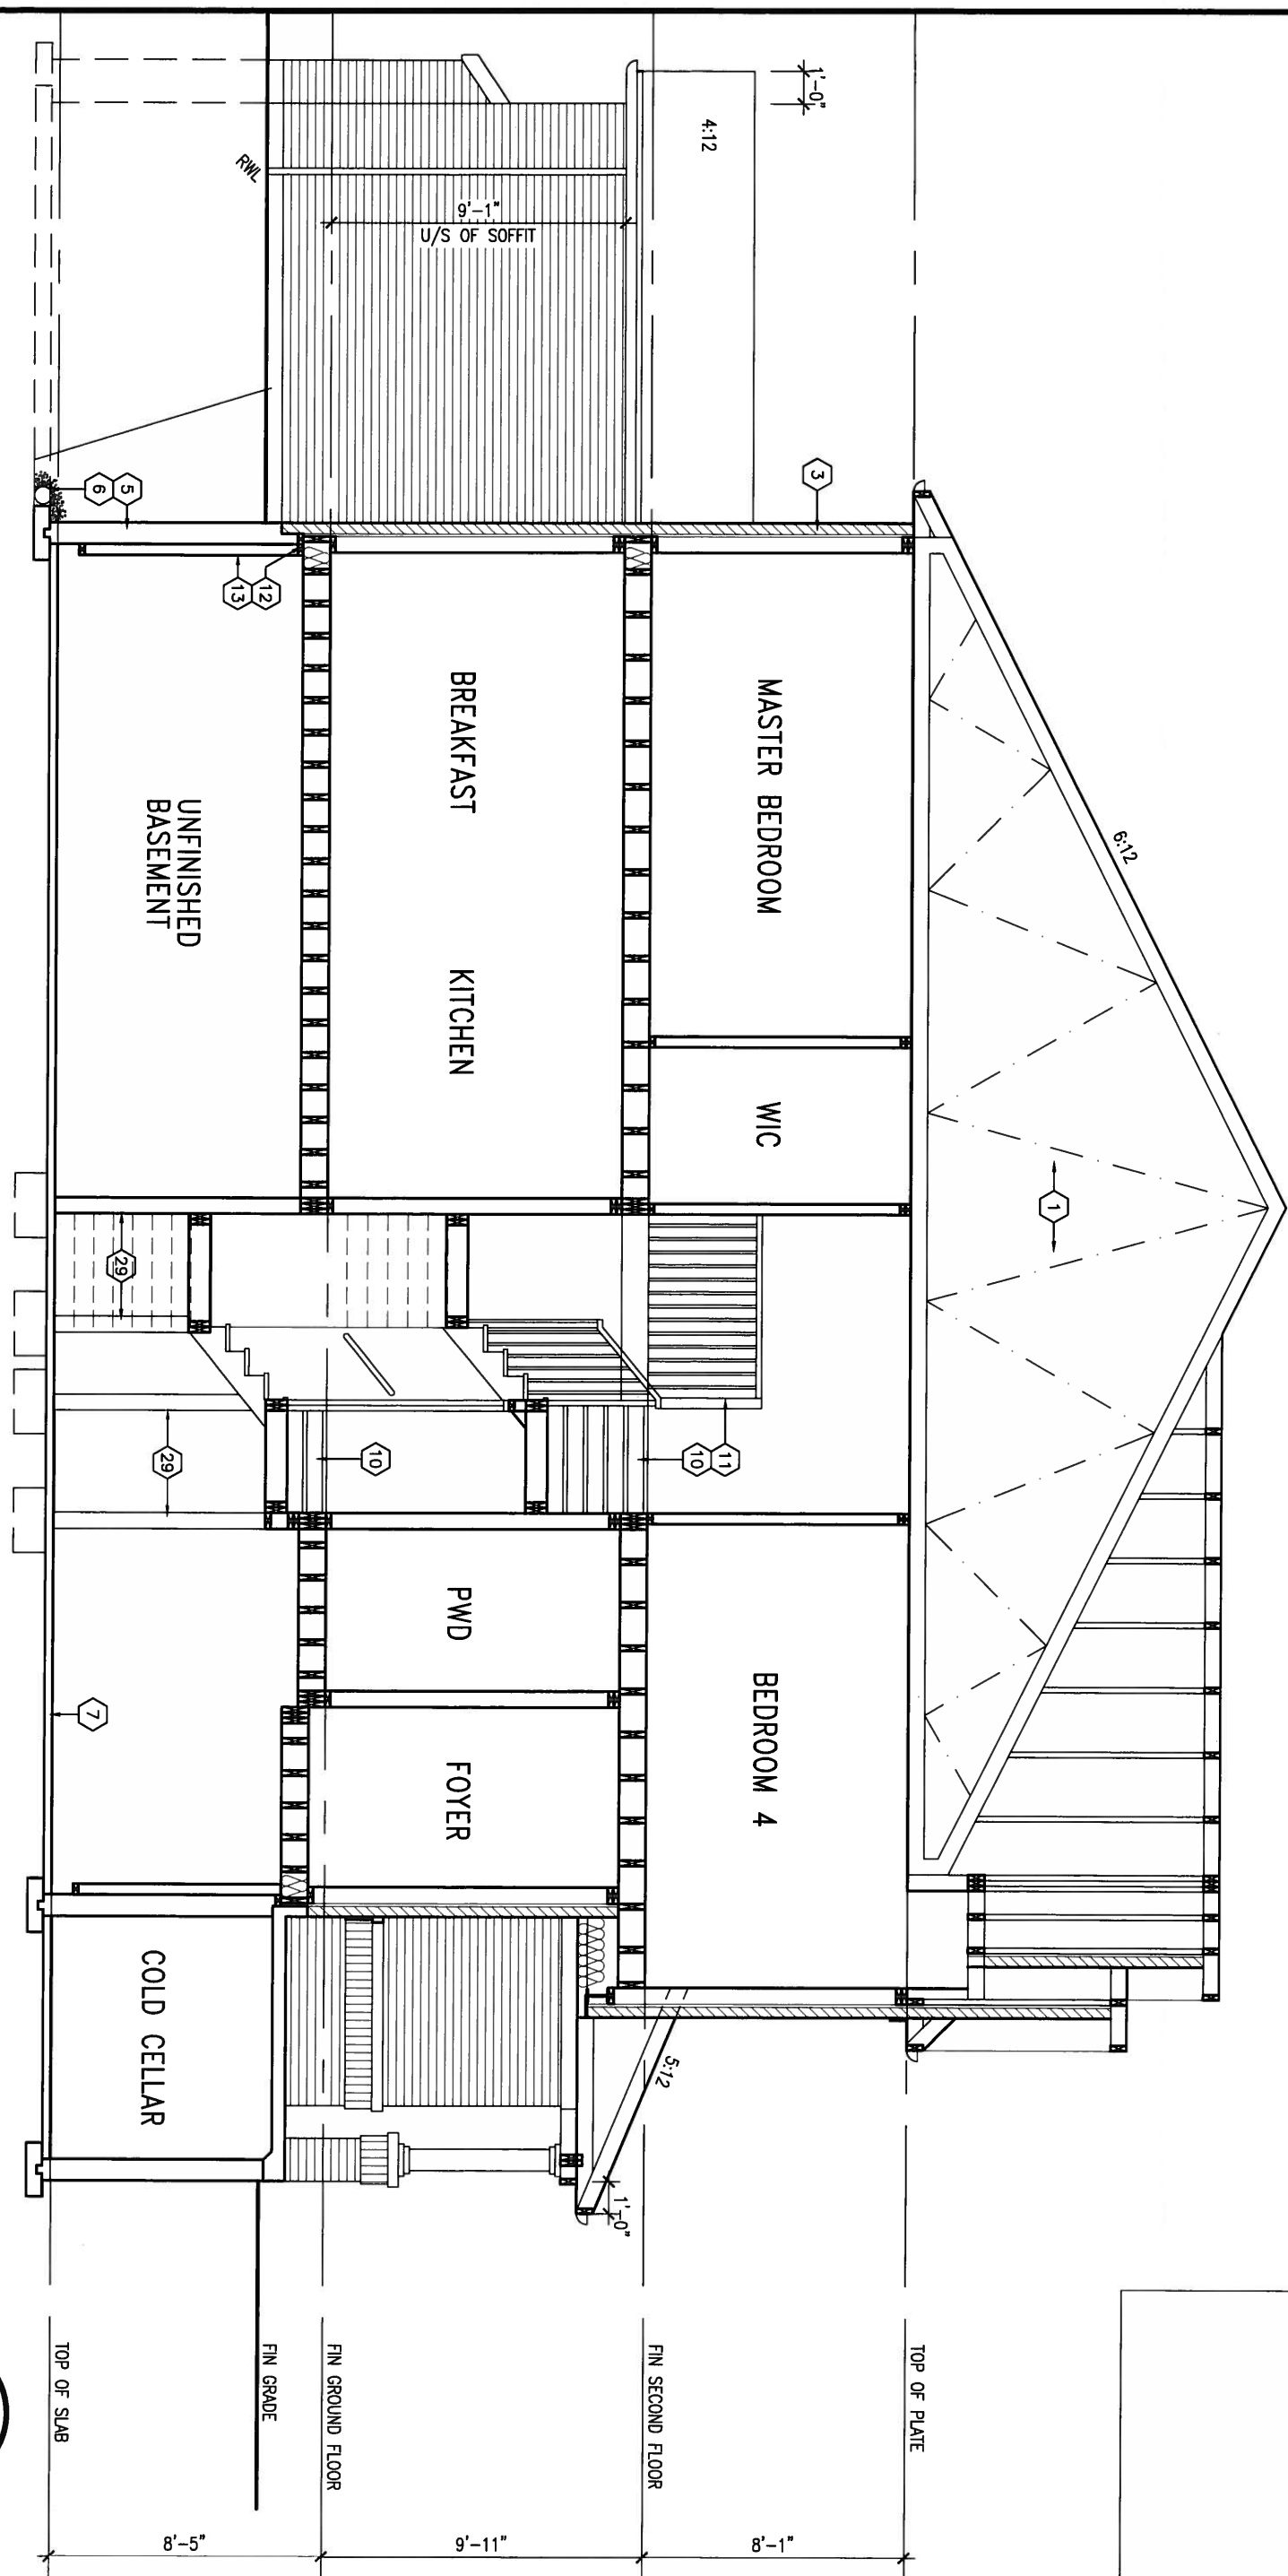 1
6:12
1'-0"
4:12
3
MASTER BEDROOM
WIC
BEDROOM 4
TOP OF PLATE
8'-1"
11
10
5:12
1'-0"
FIN SECOND FLOOR
9'-1"
U/S OF SOFFIT
BREAKFAST
KITCHEN
PWD
FOYER
9'-11"
10
FIN GROUND FLOOR
RWL
12
13
FIN GRADE
UNFINISHED
BASEMENT
29
29
COLD CELLAR
8'-5"
5
6
7
TOP OF SLAB